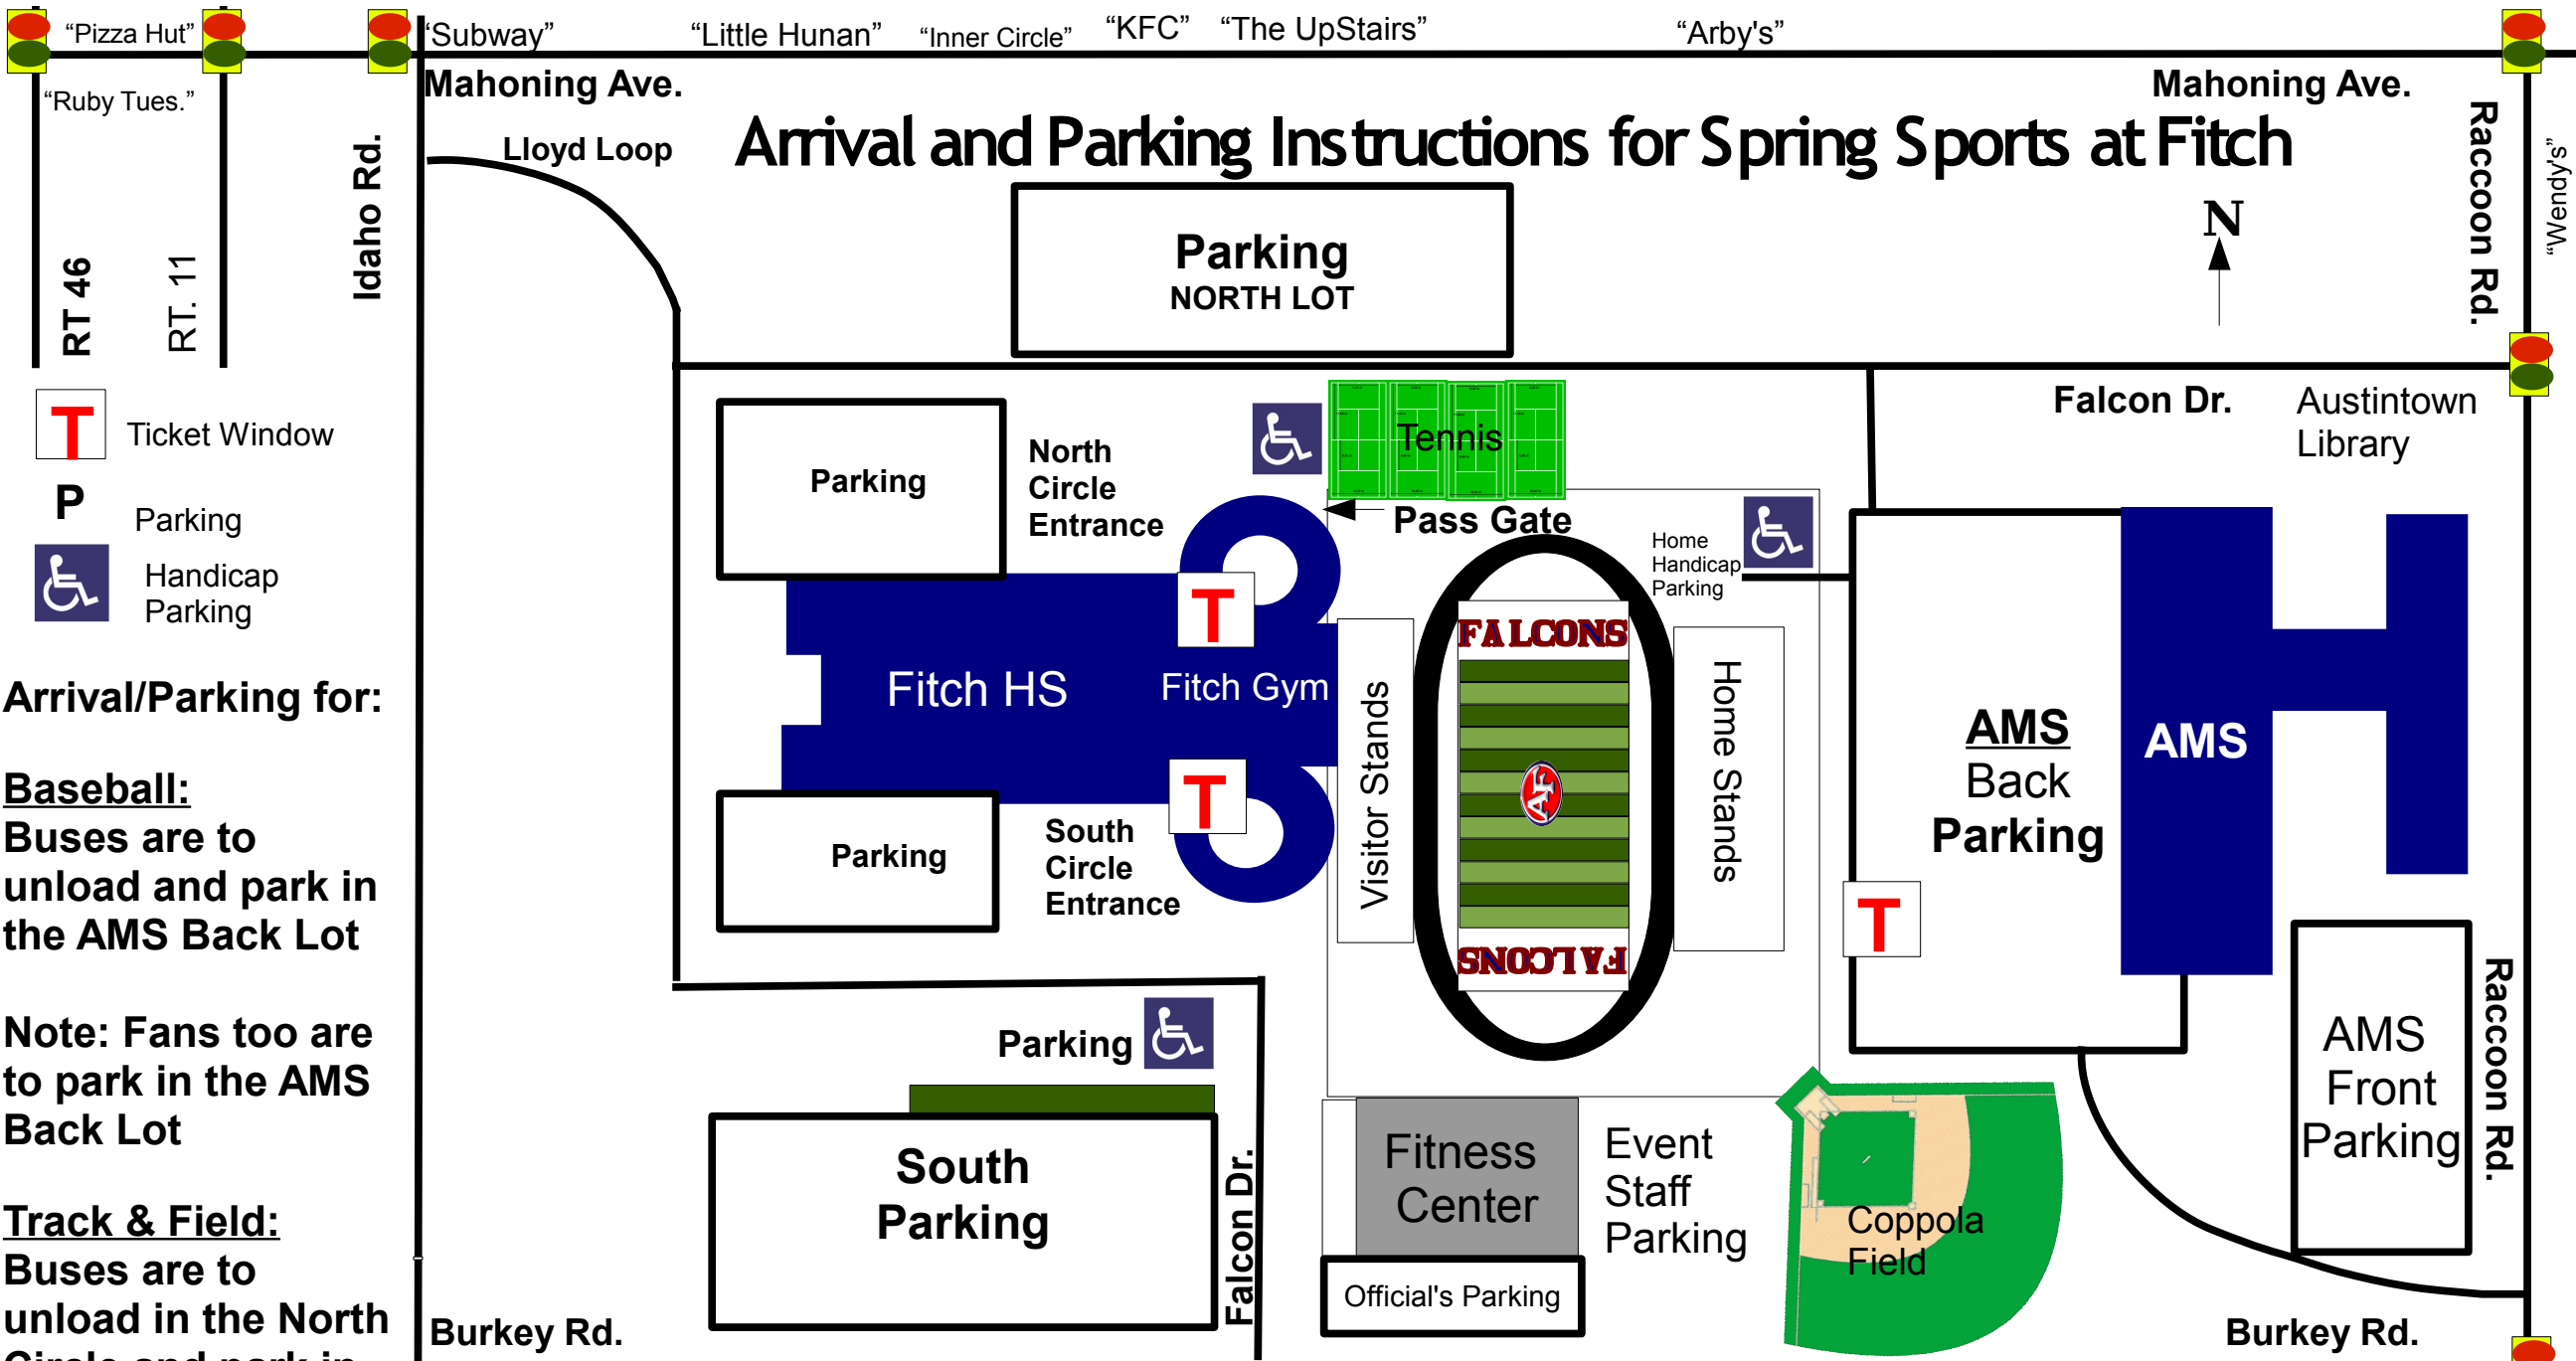 “Pizza Hut”
“Subway”
“Little Hunan”
“Inner Circle”
“KFC”
“The UpStairs”
“Arby's”
Mahoning Ave.
Mahoning Ave.
“Ruby Tues.”
Arrival and Parking Instructions for Spring Sports at Fitch
Lloyd Loop
Idaho Rd.
RT 46
RT. 11
Raccoon Rd.
“Wendy's”
N
Parking
NORTH LOT
Falcon Dr.
Austintown
Library
T
Ticket Window
P
Parking
Handicap
Parking
Parking
North
Circle
Entrance
Tennis
Pass Gate
Home
Handicap
Parking
T
Fitch HS
Fitch Gym
T
Visitor Stands
FALCONS
AF
FALCONS
Home Stands
AMS
Back
Parking
AMS
T
Parking
South
Circle
Entrance
Arrival/Parking for:
Baseball:
Buses are to
unload and park in
the AMS Back Lot
Note: Fans too are
to park in the AMS
Back Lot
Track & Field:
Buses are to
unload in the North
Circle and park in
Parking
South
Parking
Falcon Dr.
Fitness
Center
Official's Parking
Event
Staff
Parking
Coppola
Field
AMS
Front
Parking
Raccoon Rd.
Burkey Rd.
Burkey Rd.